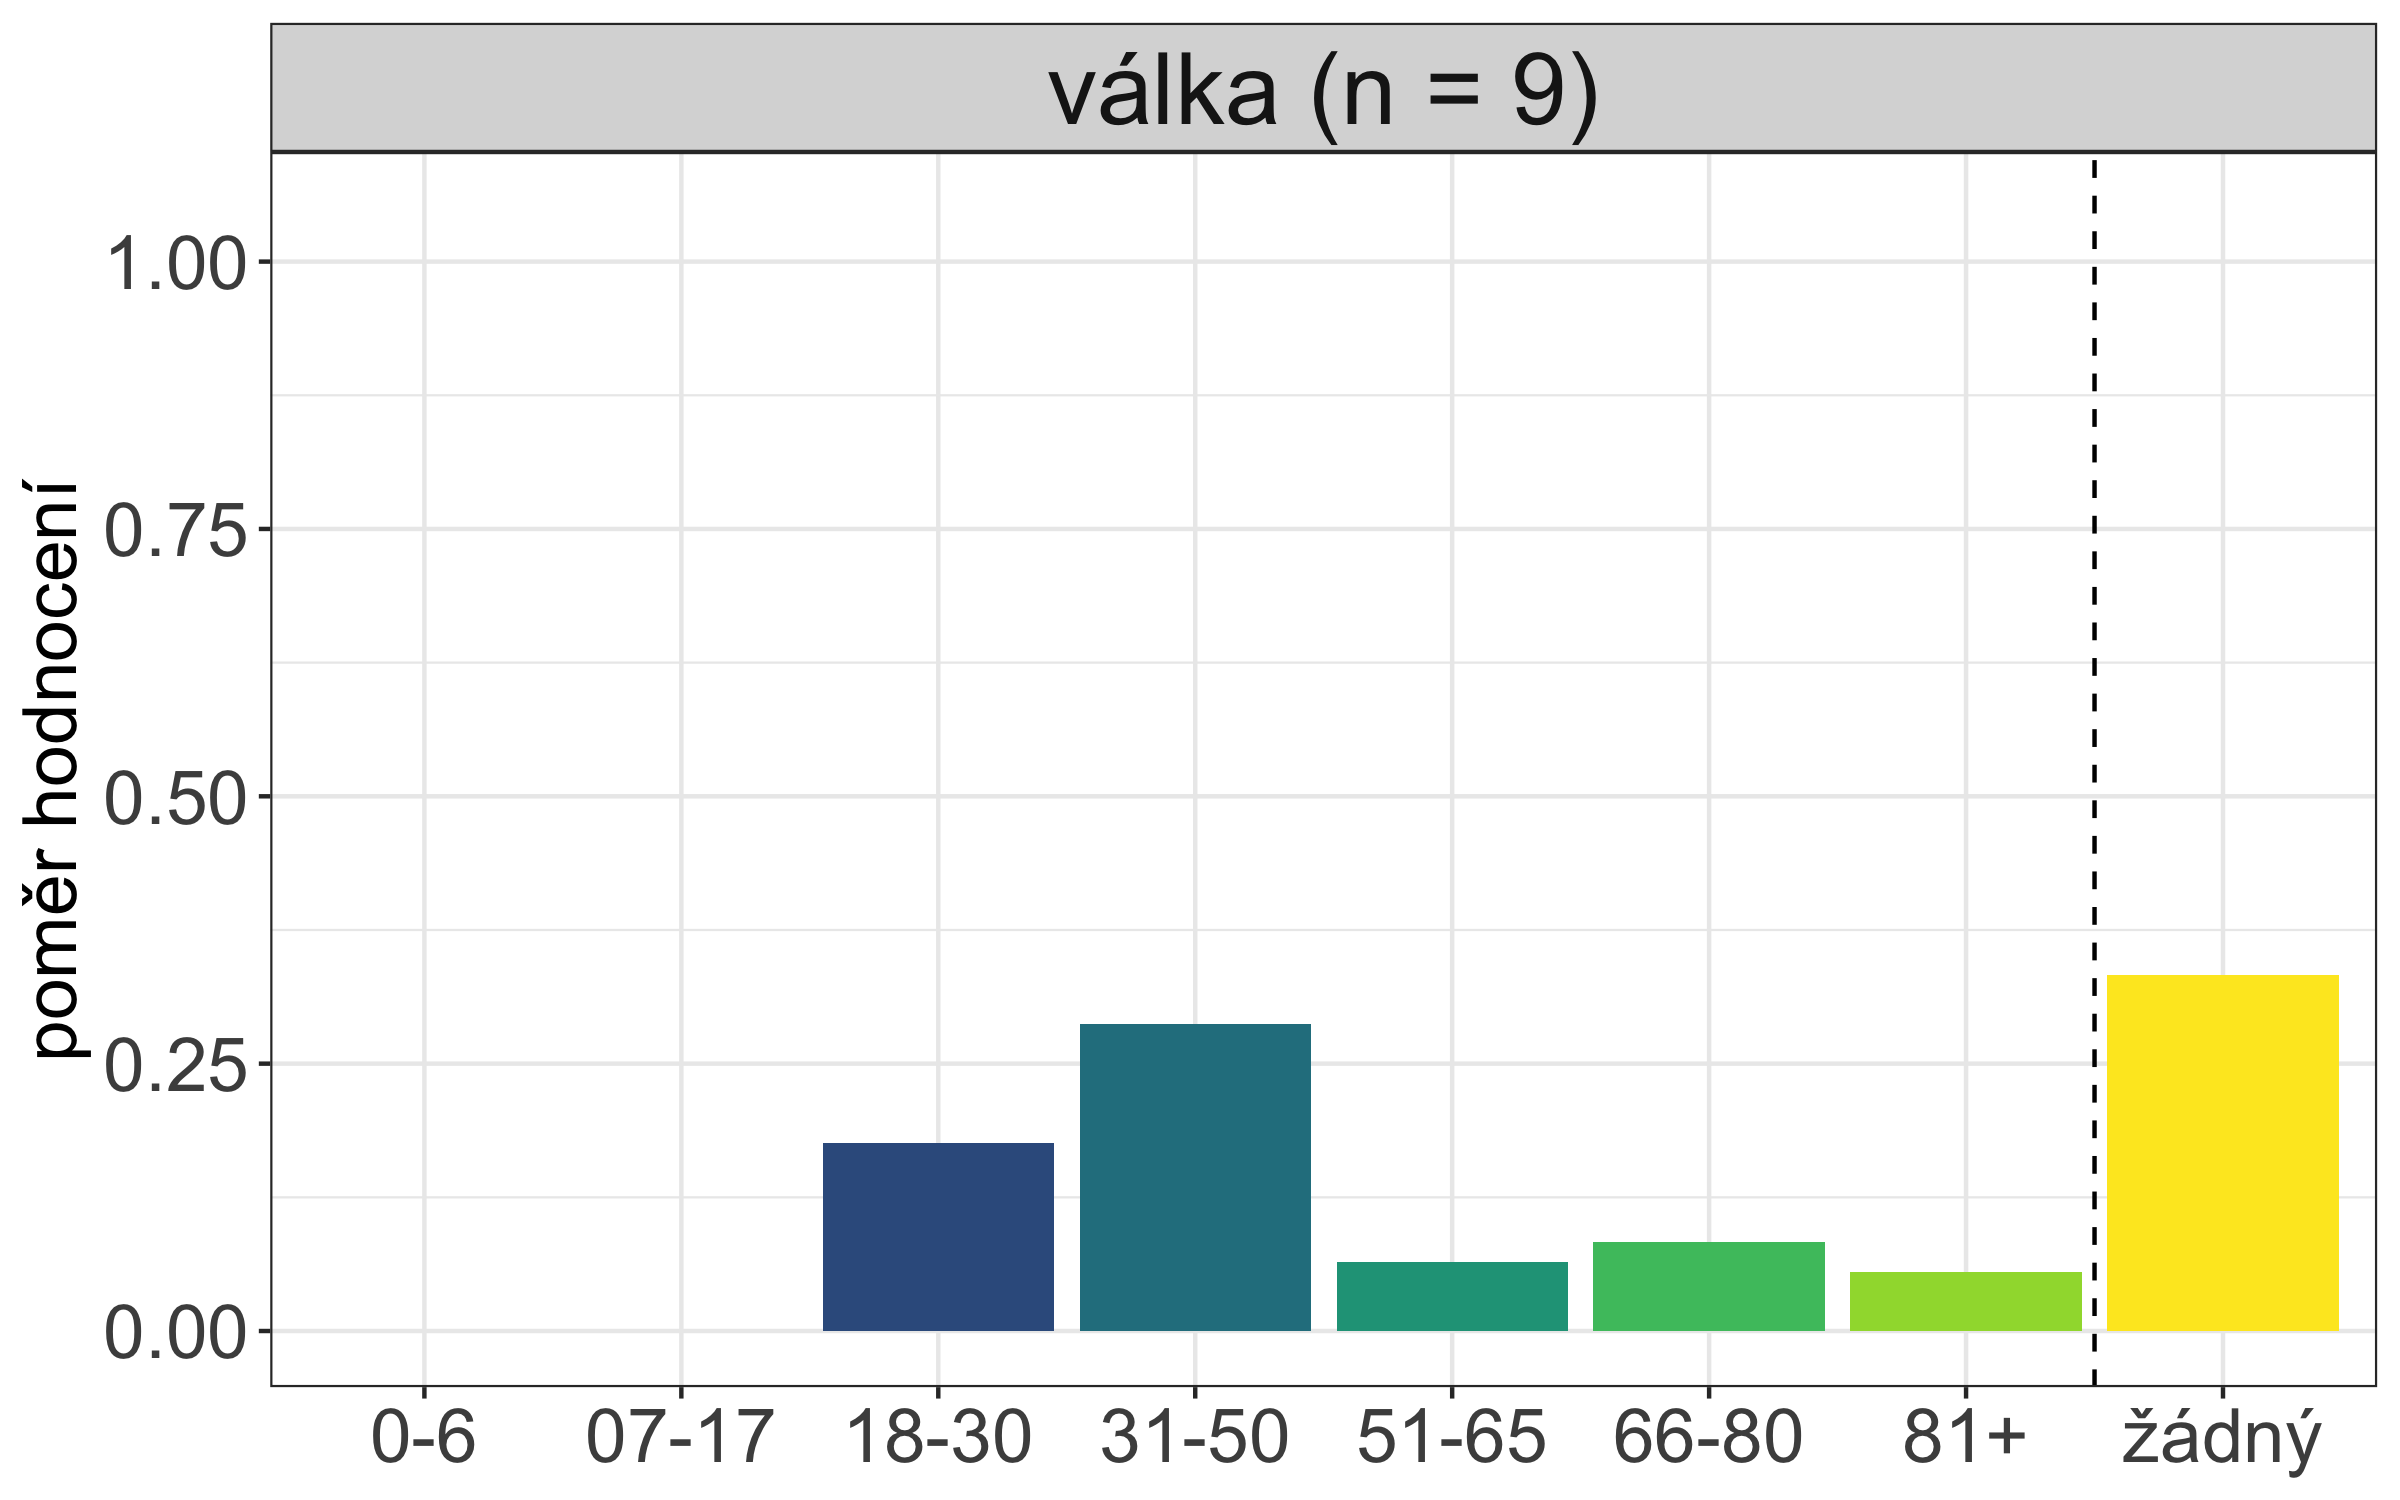 válka (n = 9)
poměr hodnocení
1.00
0.75
0.50
0.25
0.00
0-6 07-17 18-30 31-50 51-65 66-80 81+ žádný